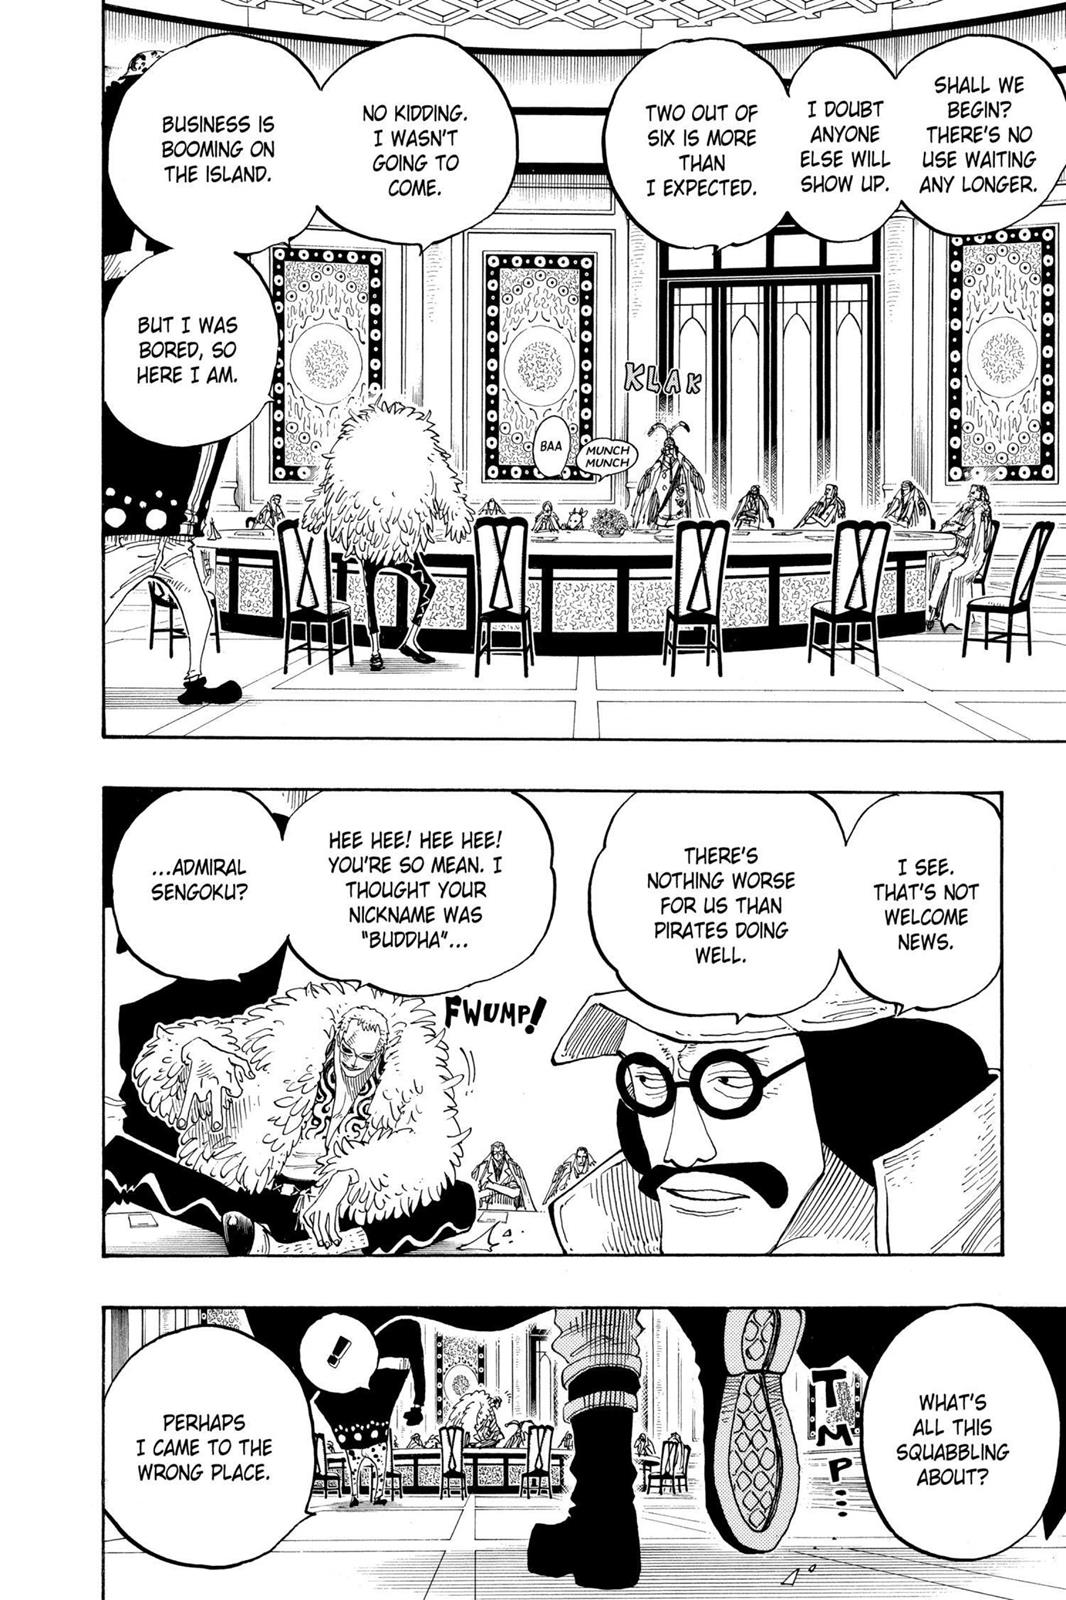 SHALL WE
BEGIN?
THERE'S NO
USE WAITING
ANY LONGER.
I DOUBT
ANYONE
ELSE WILL
SHOW UP.
TWO OUT OF
SIX IS MORE
THAN
I EXPECTED.
NO KIDDING.
I WASN'T
GOING TO
COME.
BUSINESS IS
BOOMING ON
THE ISLAND.
BUT I WAS
BORED, SO
HERE I AM.
KLAK
MUNCH
MUNCH
BAA
I SEE.
THAT'S NOT
WELCOME
NEWS.
THERE'S
NOTHING WORSE
FOR US THAN
PIRATES DOING
WELL.
HEE HEE! HEE HEE!
YOU'RE SO MEAN. I
THOUGHT YOUR
NICKNAME WAS
"BUDDHA"...
...ADMIRAL
SENGOKU?
FWUMP!
WHAT'S
ALL THIS
SQUABBLING
ABOUT?
TMP...
!
PERHAPS
I CAME TO THE
WRONG PLACE.